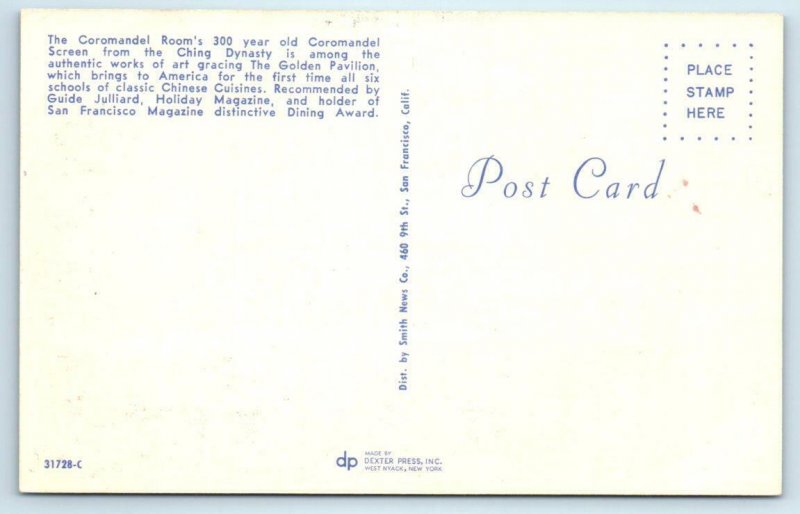 The Coromandel Room's 300 year old Coromandel
Screen from the Ching Dynasty is among the
authentic works of art gracing The Golden Pavilion,
which brings to America for the first time all six
schools of classic Chinese Cuisines. Recommended by
Guide Julliard, Holiday Magazine, and holder of
San Francisco Magazine distinctive Dining Award.
PLACE
STAMP
HERE
Post Card
Dist. by Smith News Co., 460 9th St., San Francisco, Calif.
31728-C
dp
MADE BY
DEXTER PRESS, INC.
WEST NYACK, NEW YORK